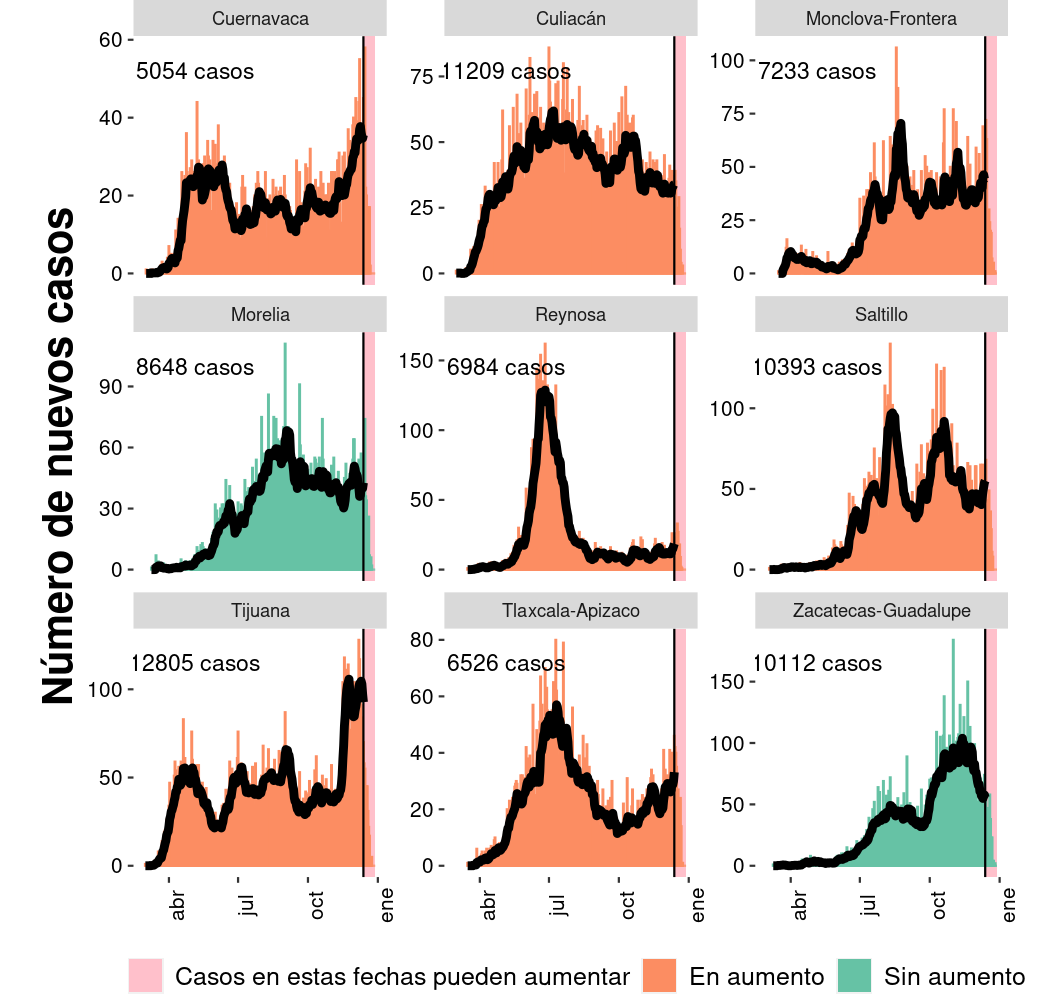 Número de nuevos casos
Cuernavaca
Culiacán
Monclova-Frontera
60
40
20
0
5054 casos
75
50
25
0
11209 casos
100
75
50
25
0
7233 casos
Morelia
Reynosa
Saltillo
90
60
30
0
8648 casos
150
100
50
0
6984 casos
100
50
0
10393 casos
Tijuana
Tlaxcala-Apizaco
Zacatecas-Guadalupe
100
50
0
12805 casos
80
60
40
20
0
6526 casos
150
100
50
0
10112 casos
abr jul oct ene
abr jul oct ene
abr jul oct ene
Casos en estas fechas pueden aumentar En aumento Sin aumento